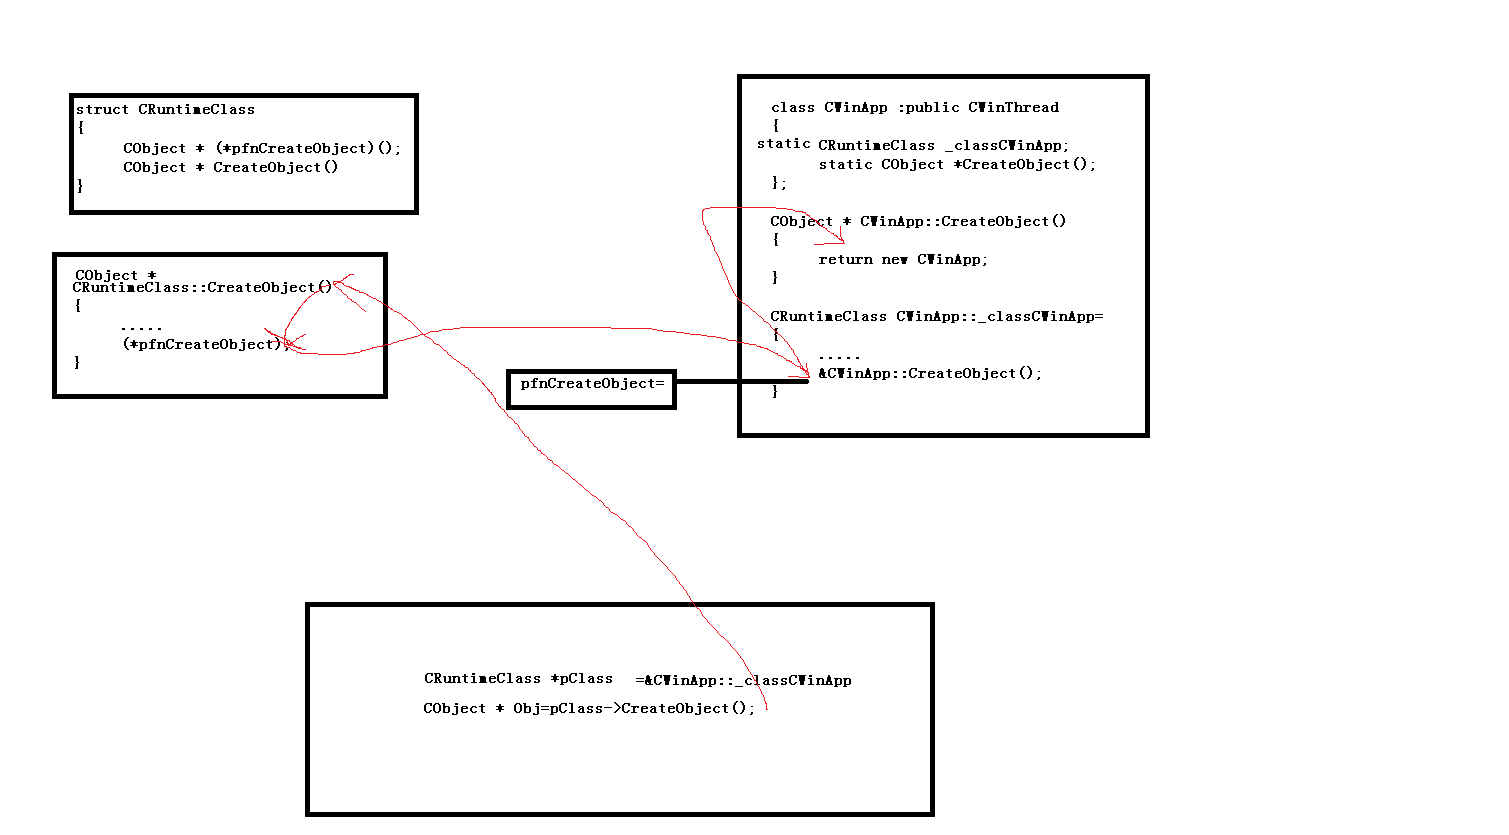 struct CRuntimeClass
{
CObject * (*pfnCreateObject)();
CObject * CreateObject()
}
CObject *
CRuntimeClass::CreateObject()
{
.....
(*pfnCreateObject);
}
pfnCreateObject=
class CWinApp :public CWinThread
{
static CRuntimeClass _classCWinApp;
static CObject *CreateObject();
};
CObject * CWinApp::CreateObject()
{
return new CWinApp;
}
CRuntimeClass CWinApp::_classCWinApp=
{
.....
&CWinApp::CreateObject();
}
CRuntimeClass *pClass =&CWinApp::_classCWinApp
CObject * Obj=pClass->CreateObject();